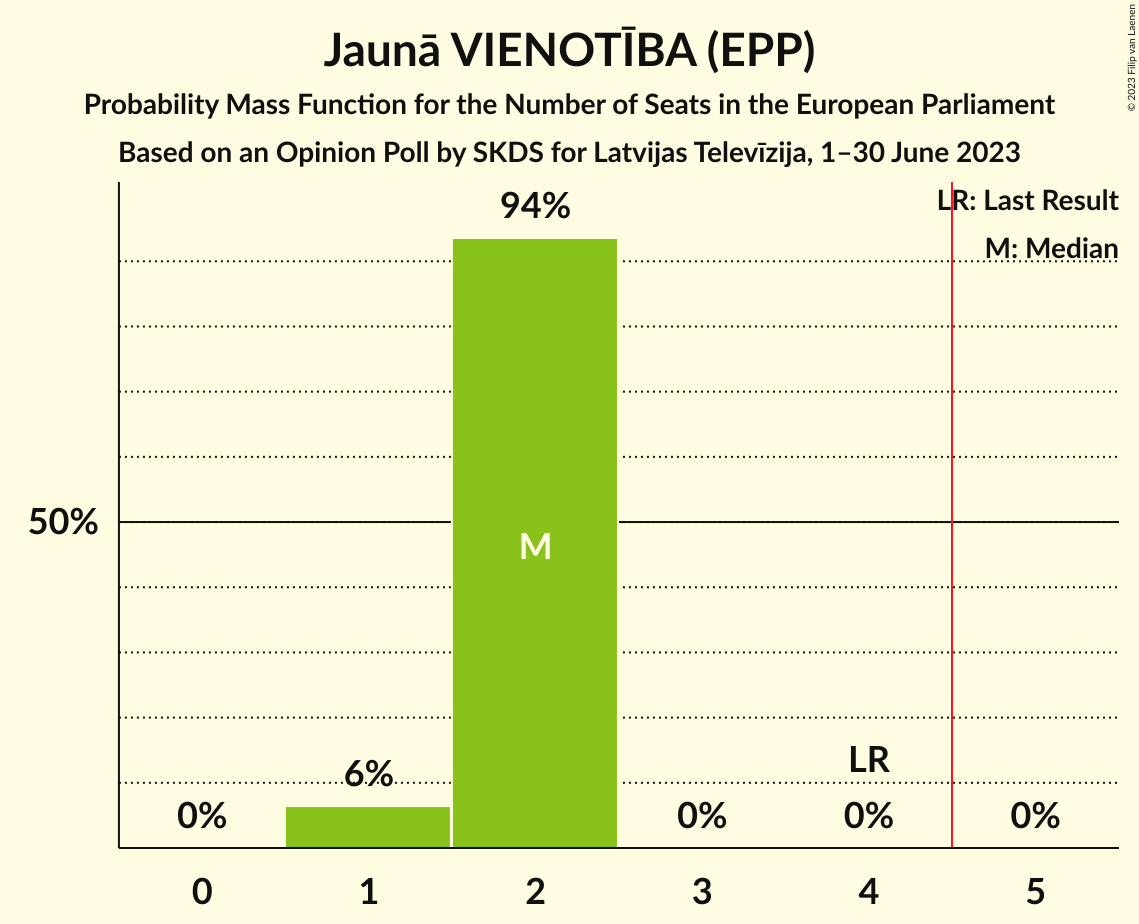 Jaunā VIENOTĪBA (EPP)
Probability Mass Function for the Number of Seats in the European Parliament
Based on an Opinion Poll by SKDS for Latvijas Televīzija, 1–30 June 2023
© 2023 Filip van Laenen
LR: Last Result
M: Median
94%
50%
M
6%
LR
0%
0%
0%
0%
0
1
2
3
4
5